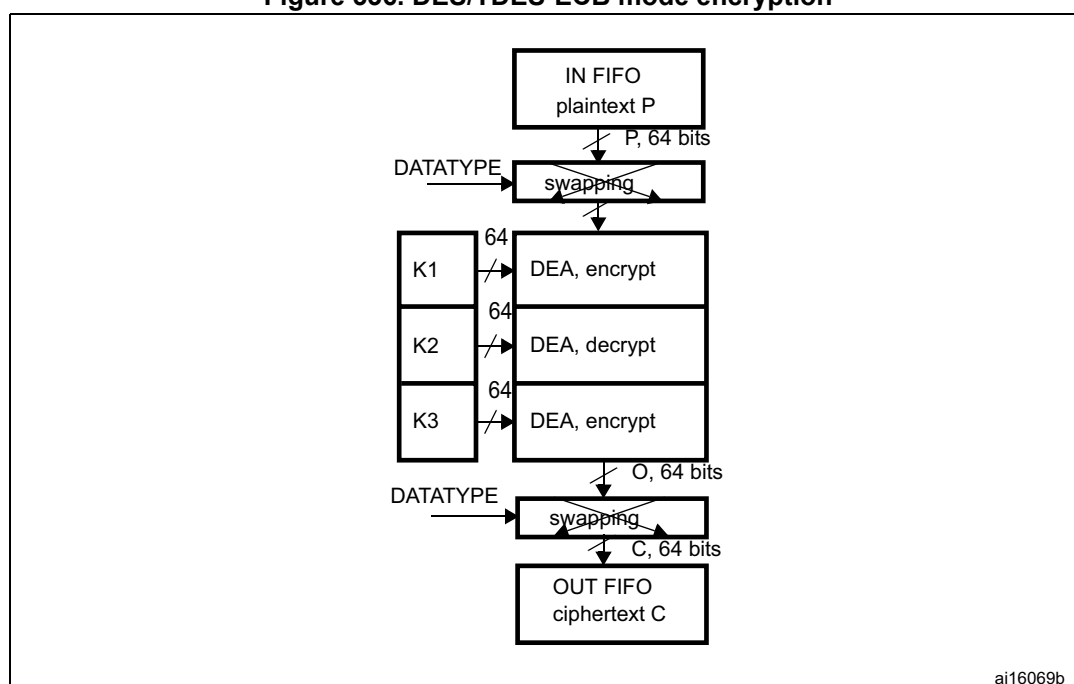 IN FIFO
plaintext P
P, 64 bits
DATATYPE
swapping
64
K1
DEA, encrypt
64
K2
DEA, decrypt
64
K3
DEA, encrypt
O, 64 bits
DATATYPE
swapping
C, 64 bits
OUT FIFO
ciphertext C
ai16069b